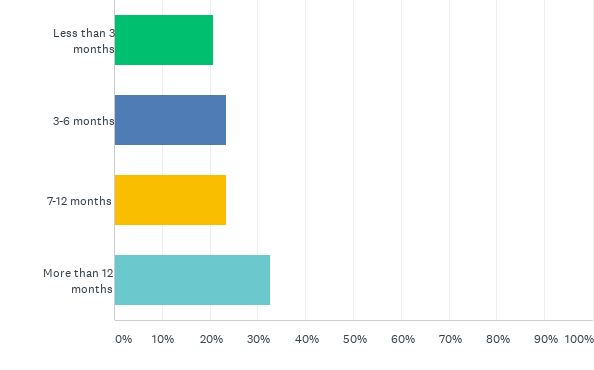 Less than 3
months
3-6 months
7-12 months
More than 12
months
0% 10% 20% 30% 40% 50% 60% 70% 80% 90% 100%